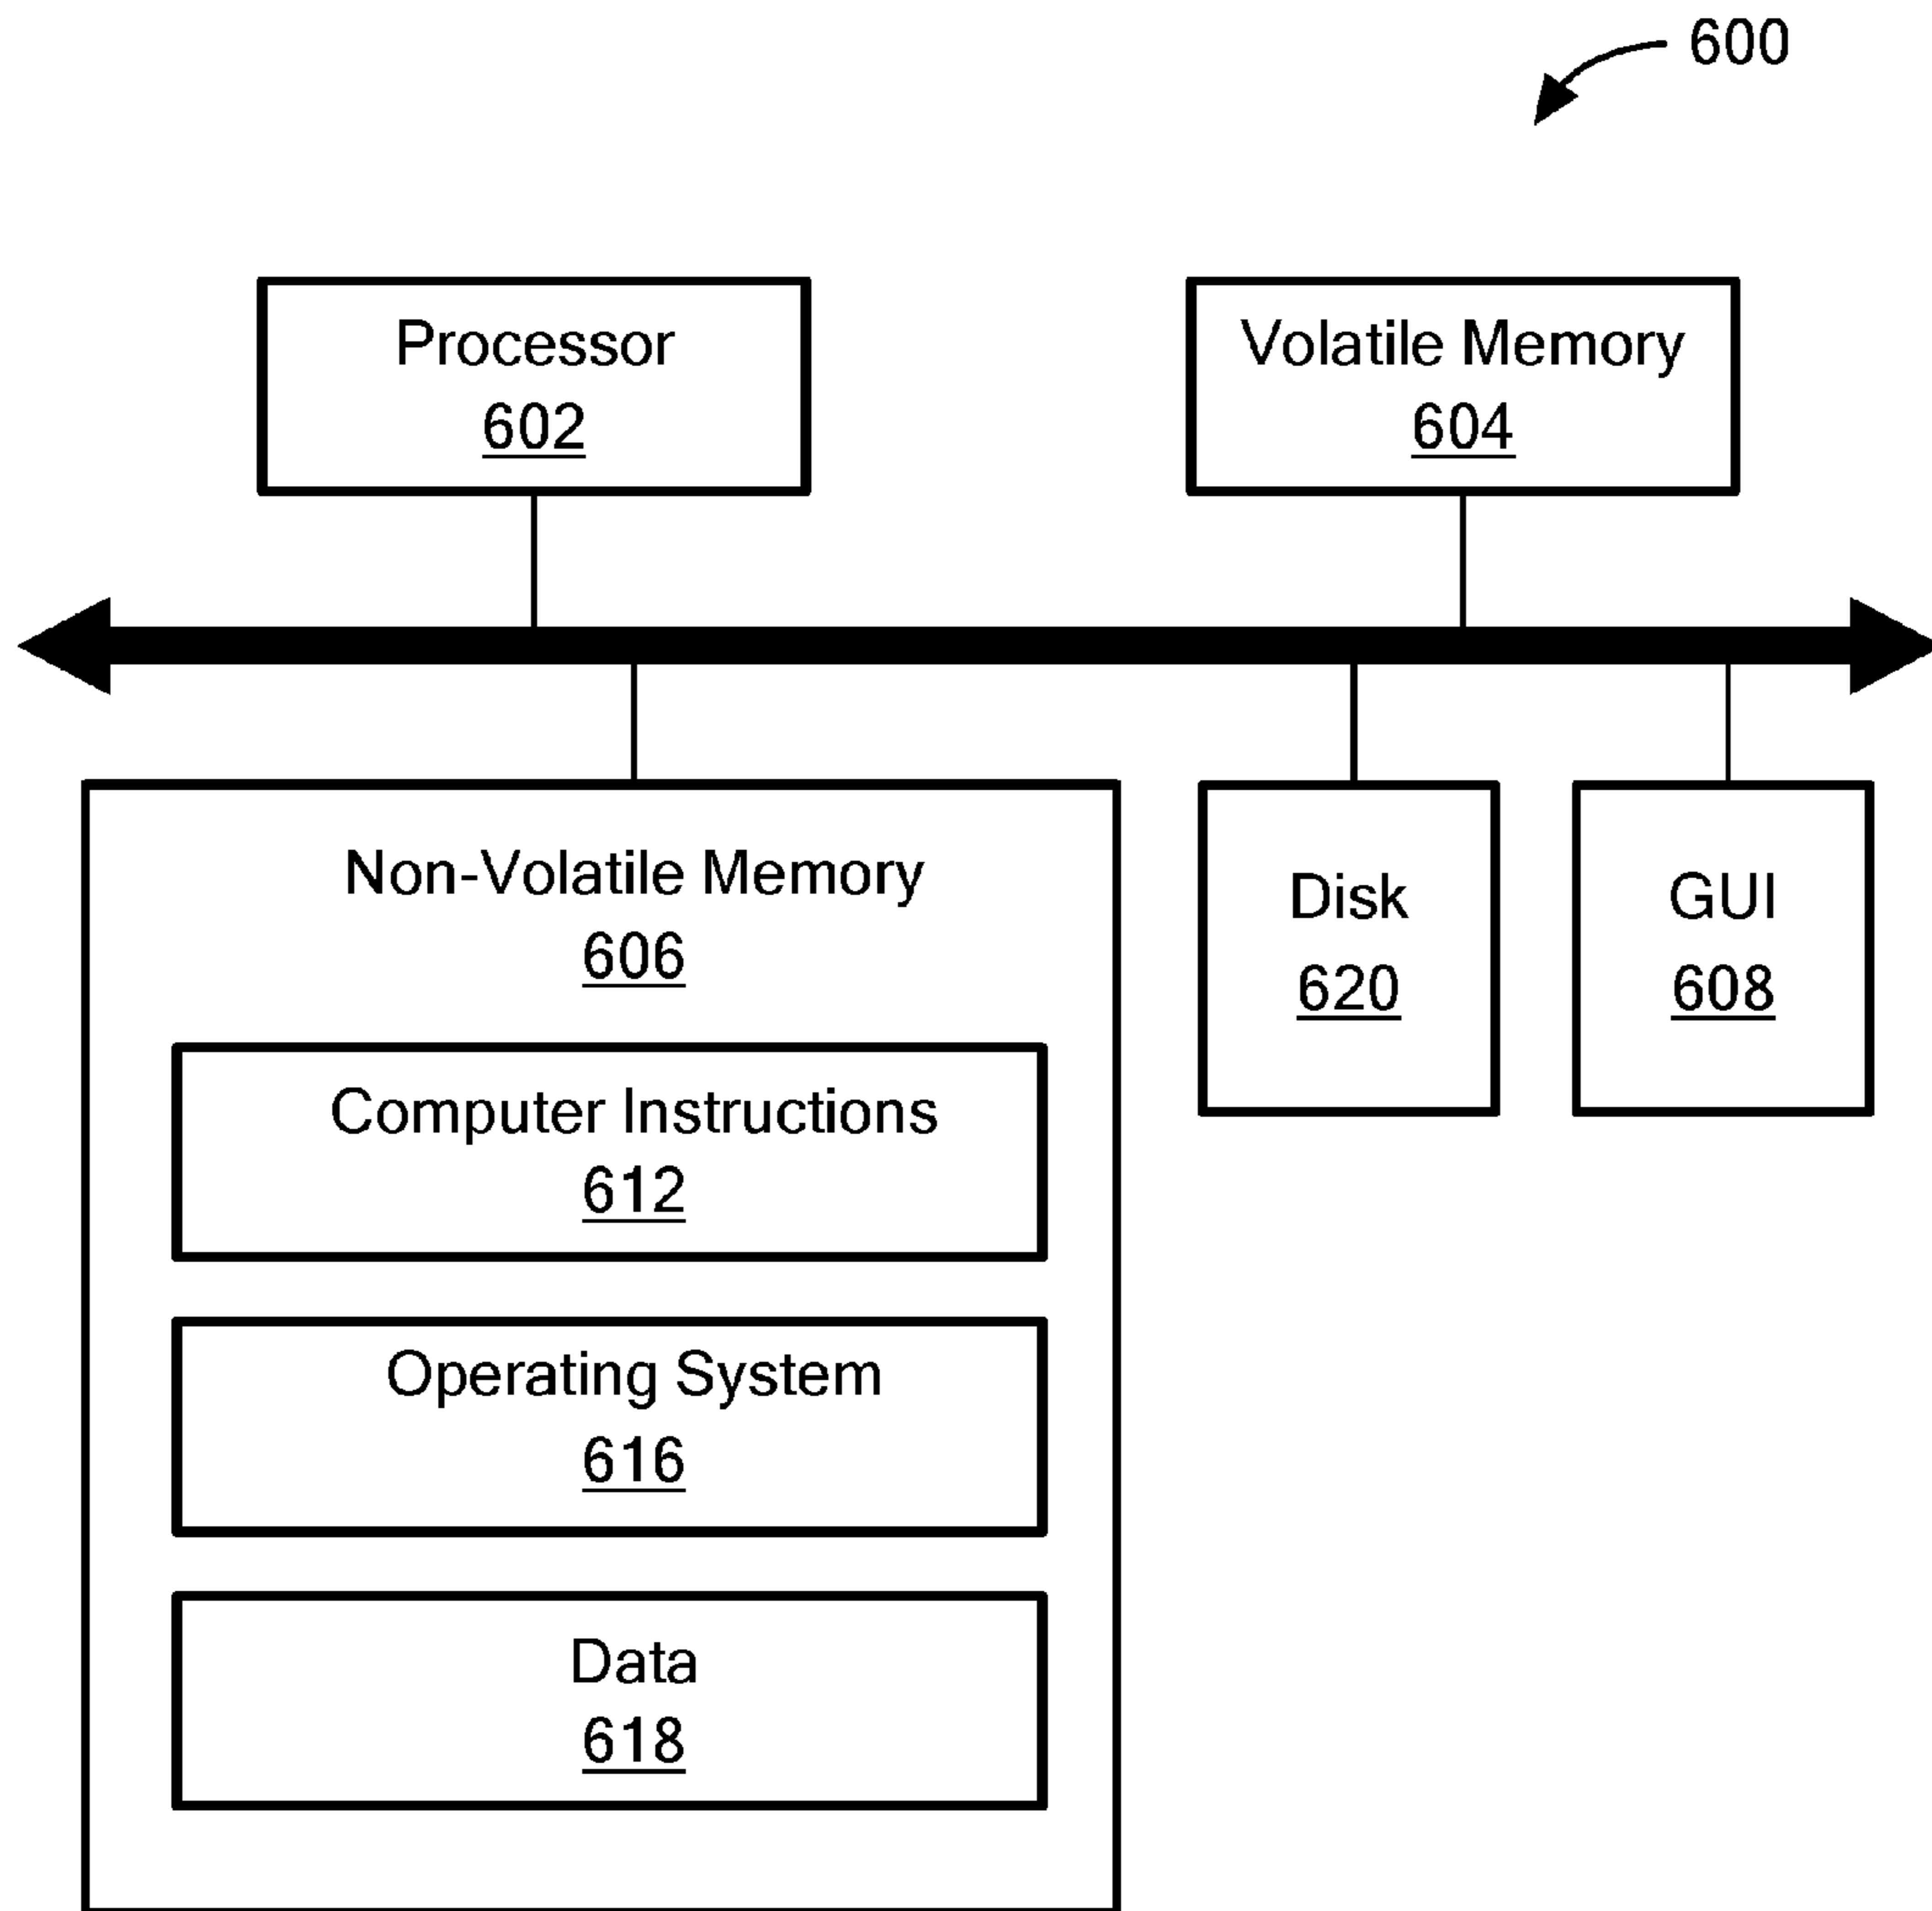 600
Processor
602
Volatile Memory
604
Non-Volatile Memory
606
Disk
620
GUI
608
Computer Instructions
612
Operating System
616
Data
618